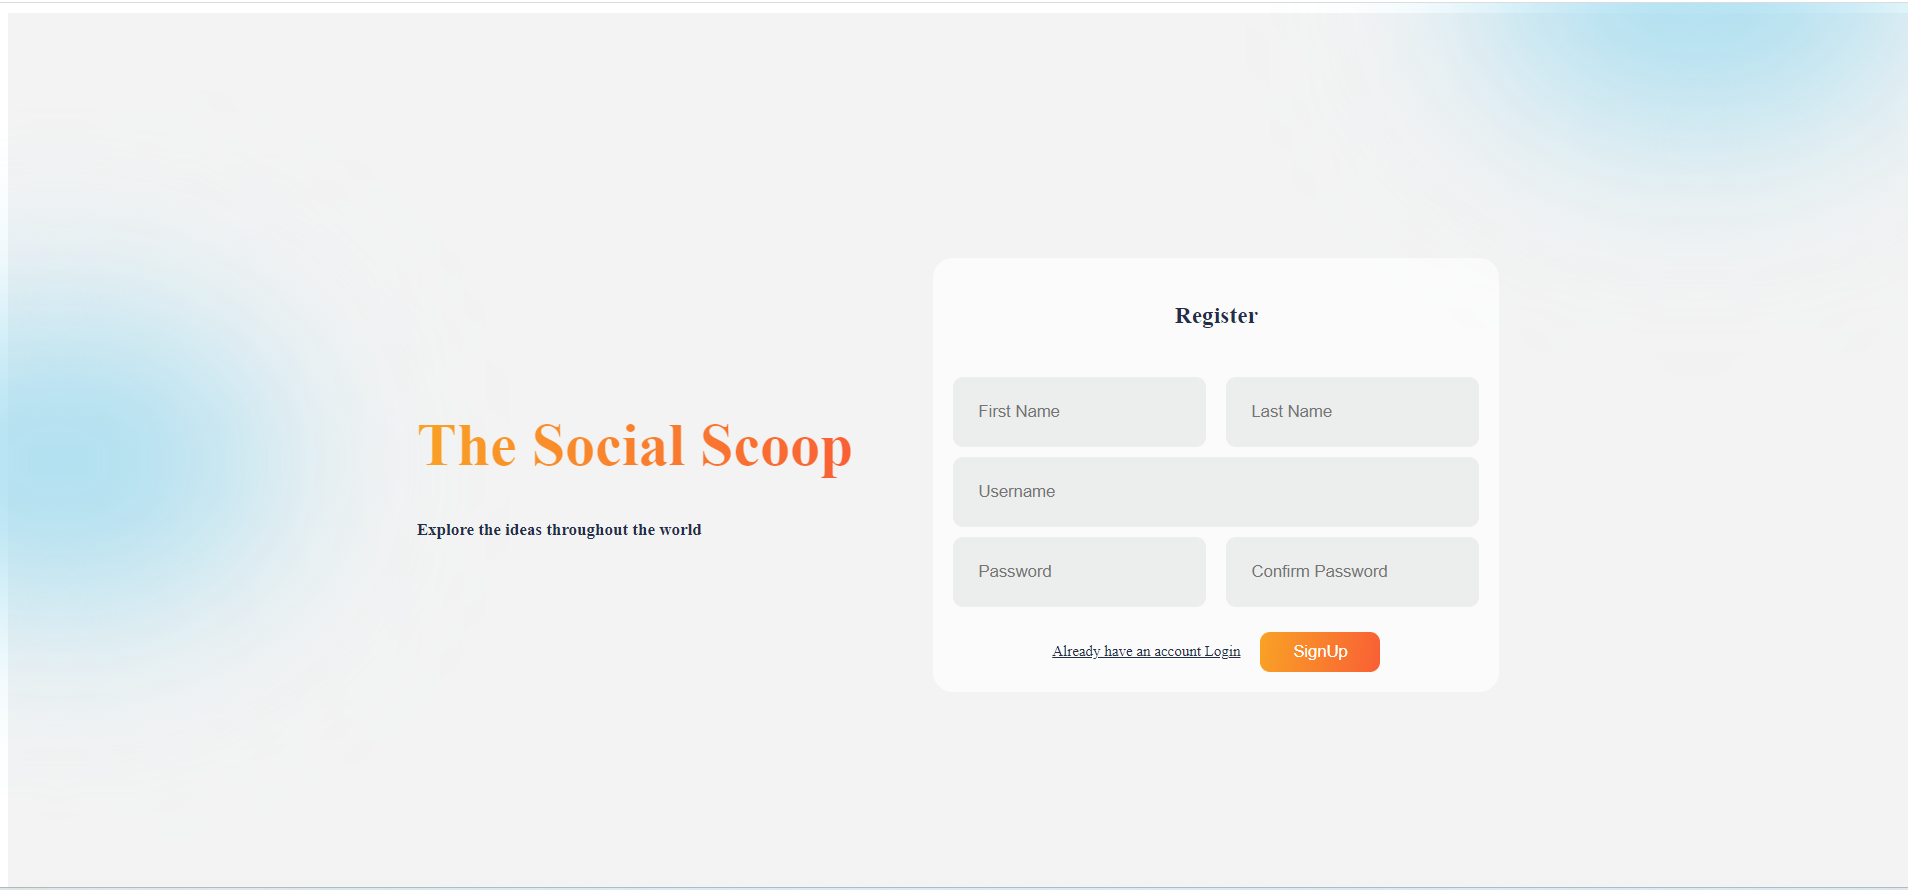 The Social Scoop
Explore the ideas throughout the world
Register
First Name
Last Name
Username
Password
Confirm Password
Already have an account Login
SignUp